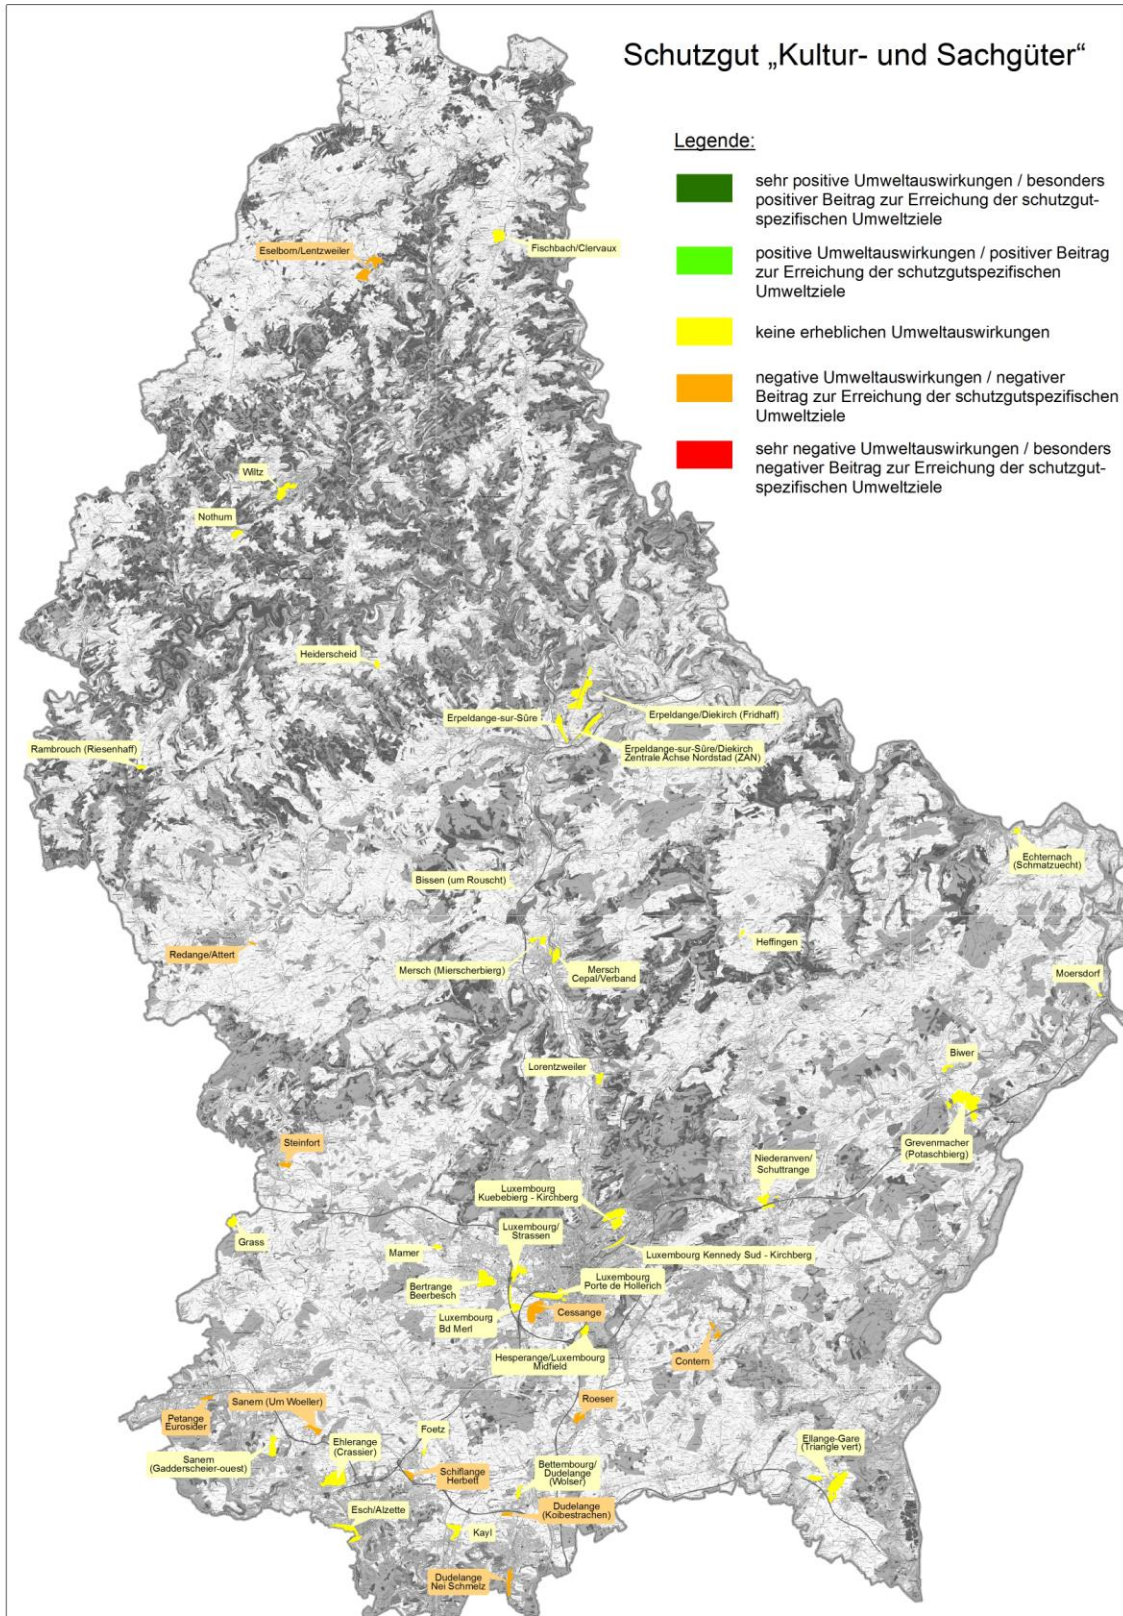 Schutzgut „Kultur- und Sachgüter“
Legende:
sehr positive Umweltauswirkungen / besonders
positiver Beitrag zur Erreichung der schutzgut-
spezifischen Umweltziele
positive Umweltauswirkungen / positiver Beitrag
zur Erreichung der schutzgutspezifischen
Umweltziele
keine erheblichen Umweltauswirkungen
negative Umweltauswirkungen / negativer
Beitrag zur Erreichung der schutzgutspezifischen
Umweltziele
sehr negative Umweltauswirkungen / besonders
negativer Beitrag zur Erreichung der schutzgut-
spezifischen Umweltziele
Fischbach/Clervaux
Eselborn/Lentzweiler
Wiltz
Nothum
Heiderscheid
Erpeldange/Diekirch (Fridhaff)
Erpeldange-sur-Sûre
Rambrouch (Riesenhaff)
Erpeldange-sur-Sûre/Diekirch
Zentrale Achse Nordstad (ZAN)
Echternach
(Schmatzuecht)
Bissen (um Rouscht)
Heffingen
Redange/Attert
Mersch (Mierscherbierg)
Mersch
Cepal/Verband
Moersdorf
Biwer
Lorentzweiler
Steinfort
Grevenmacher
(Potaschbierg)
Niederanven/
Schuttrange
Luxembourg
Kuebebierg - Kirchberg
Luxembourg/
Strassen
Grass
Mamer
Luxembourg Kennedy Sud - Kirchberg
Bertrange
Beerbesch
Luxembourg
Porte de Hollerich
Luxembourg
Bd Merl
Cessange
Hesperange/Luxembourg
Midfield
Contern
Petange
Eurosider
Sanem (Um Woeller)
Roeser
Foetz
Sanem
(Gadderscheier-ouest)
Ehlerange
(Crassier)
Ellange-Gare
(Triangle vert)
Schifflange
Herbett
Bettembourg/
Dudelange
(Wolser)
Esch/Alzette
Dudelange
(Koibestrachen)
Kayl
Dudelange
Nei Schmelz